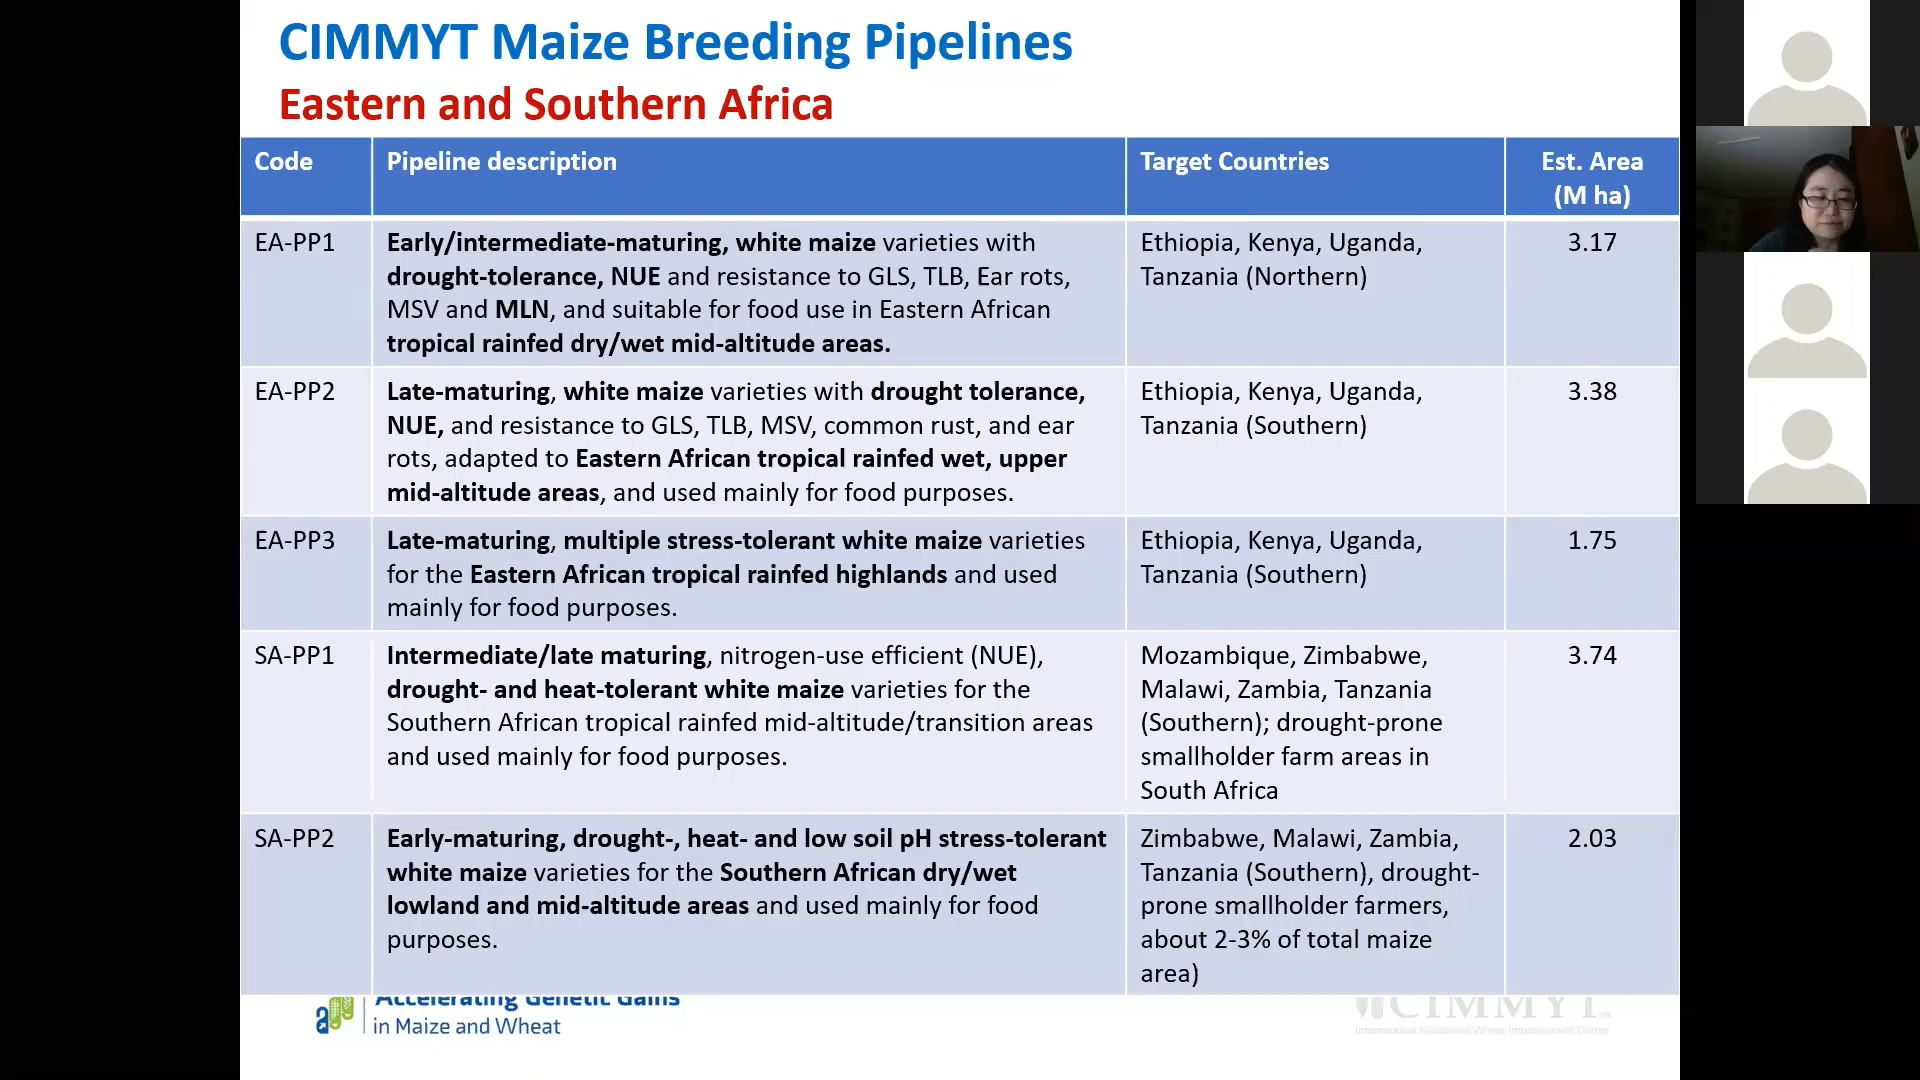 CIMMYT Maize Breeding Pipelines
Eastern and Southern Africa
Code
Pipeline description
Target Countries
Est. Area
(M ha)
EA-PP1
Early/intermediate-maturing, white maize varieties with
drought-tolerance, NUE and resistance to GLS, TLB, Ear rots,
MSV and MLN, and suitable for food use in Eastern African
tropical rainfed dry/wet mid-altitude areas.
Ethiopia, Kenya, Uganda,
Tanzania (Northern)
3.17
EA-PP2
Late-maturing, white maize varieties with drought tolerance,
NUE, and resistance to GLS, TLB, MSV, common rust, and ear
rots, adapted to Eastern African tropical rainfed wet, upper
mid-altitude areas, and used mainly for food purposes.
Ethiopia, Kenya, Uganda,
Tanzania (Southern)
3.38
EA-PP3
Late-maturing, multiple stress-tolerant white maize varieties
for the Eastern African tropical rainfed highlands and used
mainly for food purposes.
Ethiopia, Kenya, Uganda,
Tanzania (Southern)
1.75
SA-PP1
Intermediate/late maturing, nitrogen-use efficient (NUE),
drought- and heat-tolerant white maize varieties for the
Southern African tropical rainfed mid-altitude/transition areas
and used mainly for food purposes.
Mozambique, Zimbabwe,
Malawi, Zambia, Tanzania
(Southern); drought-prone
smallholder farm areas in
South Africa
3.74
SA-PP2
Early-maturing, drought-, heat- and low soil pH stress-tolerant
white maize varieties for the Southern African dry/wet
lowland and mid-altitude areas and used mainly for food
purposes.
Zimbabwe, Malawi, Zambia,
Tanzania (Southern), drought-
prone smallholder farmers,
about 2-3% of total maize
area)
2.03
Accelerating Genetic Gains
in Maize and Wheat
CIMMYT
International Maize and Wheat Improvement Center